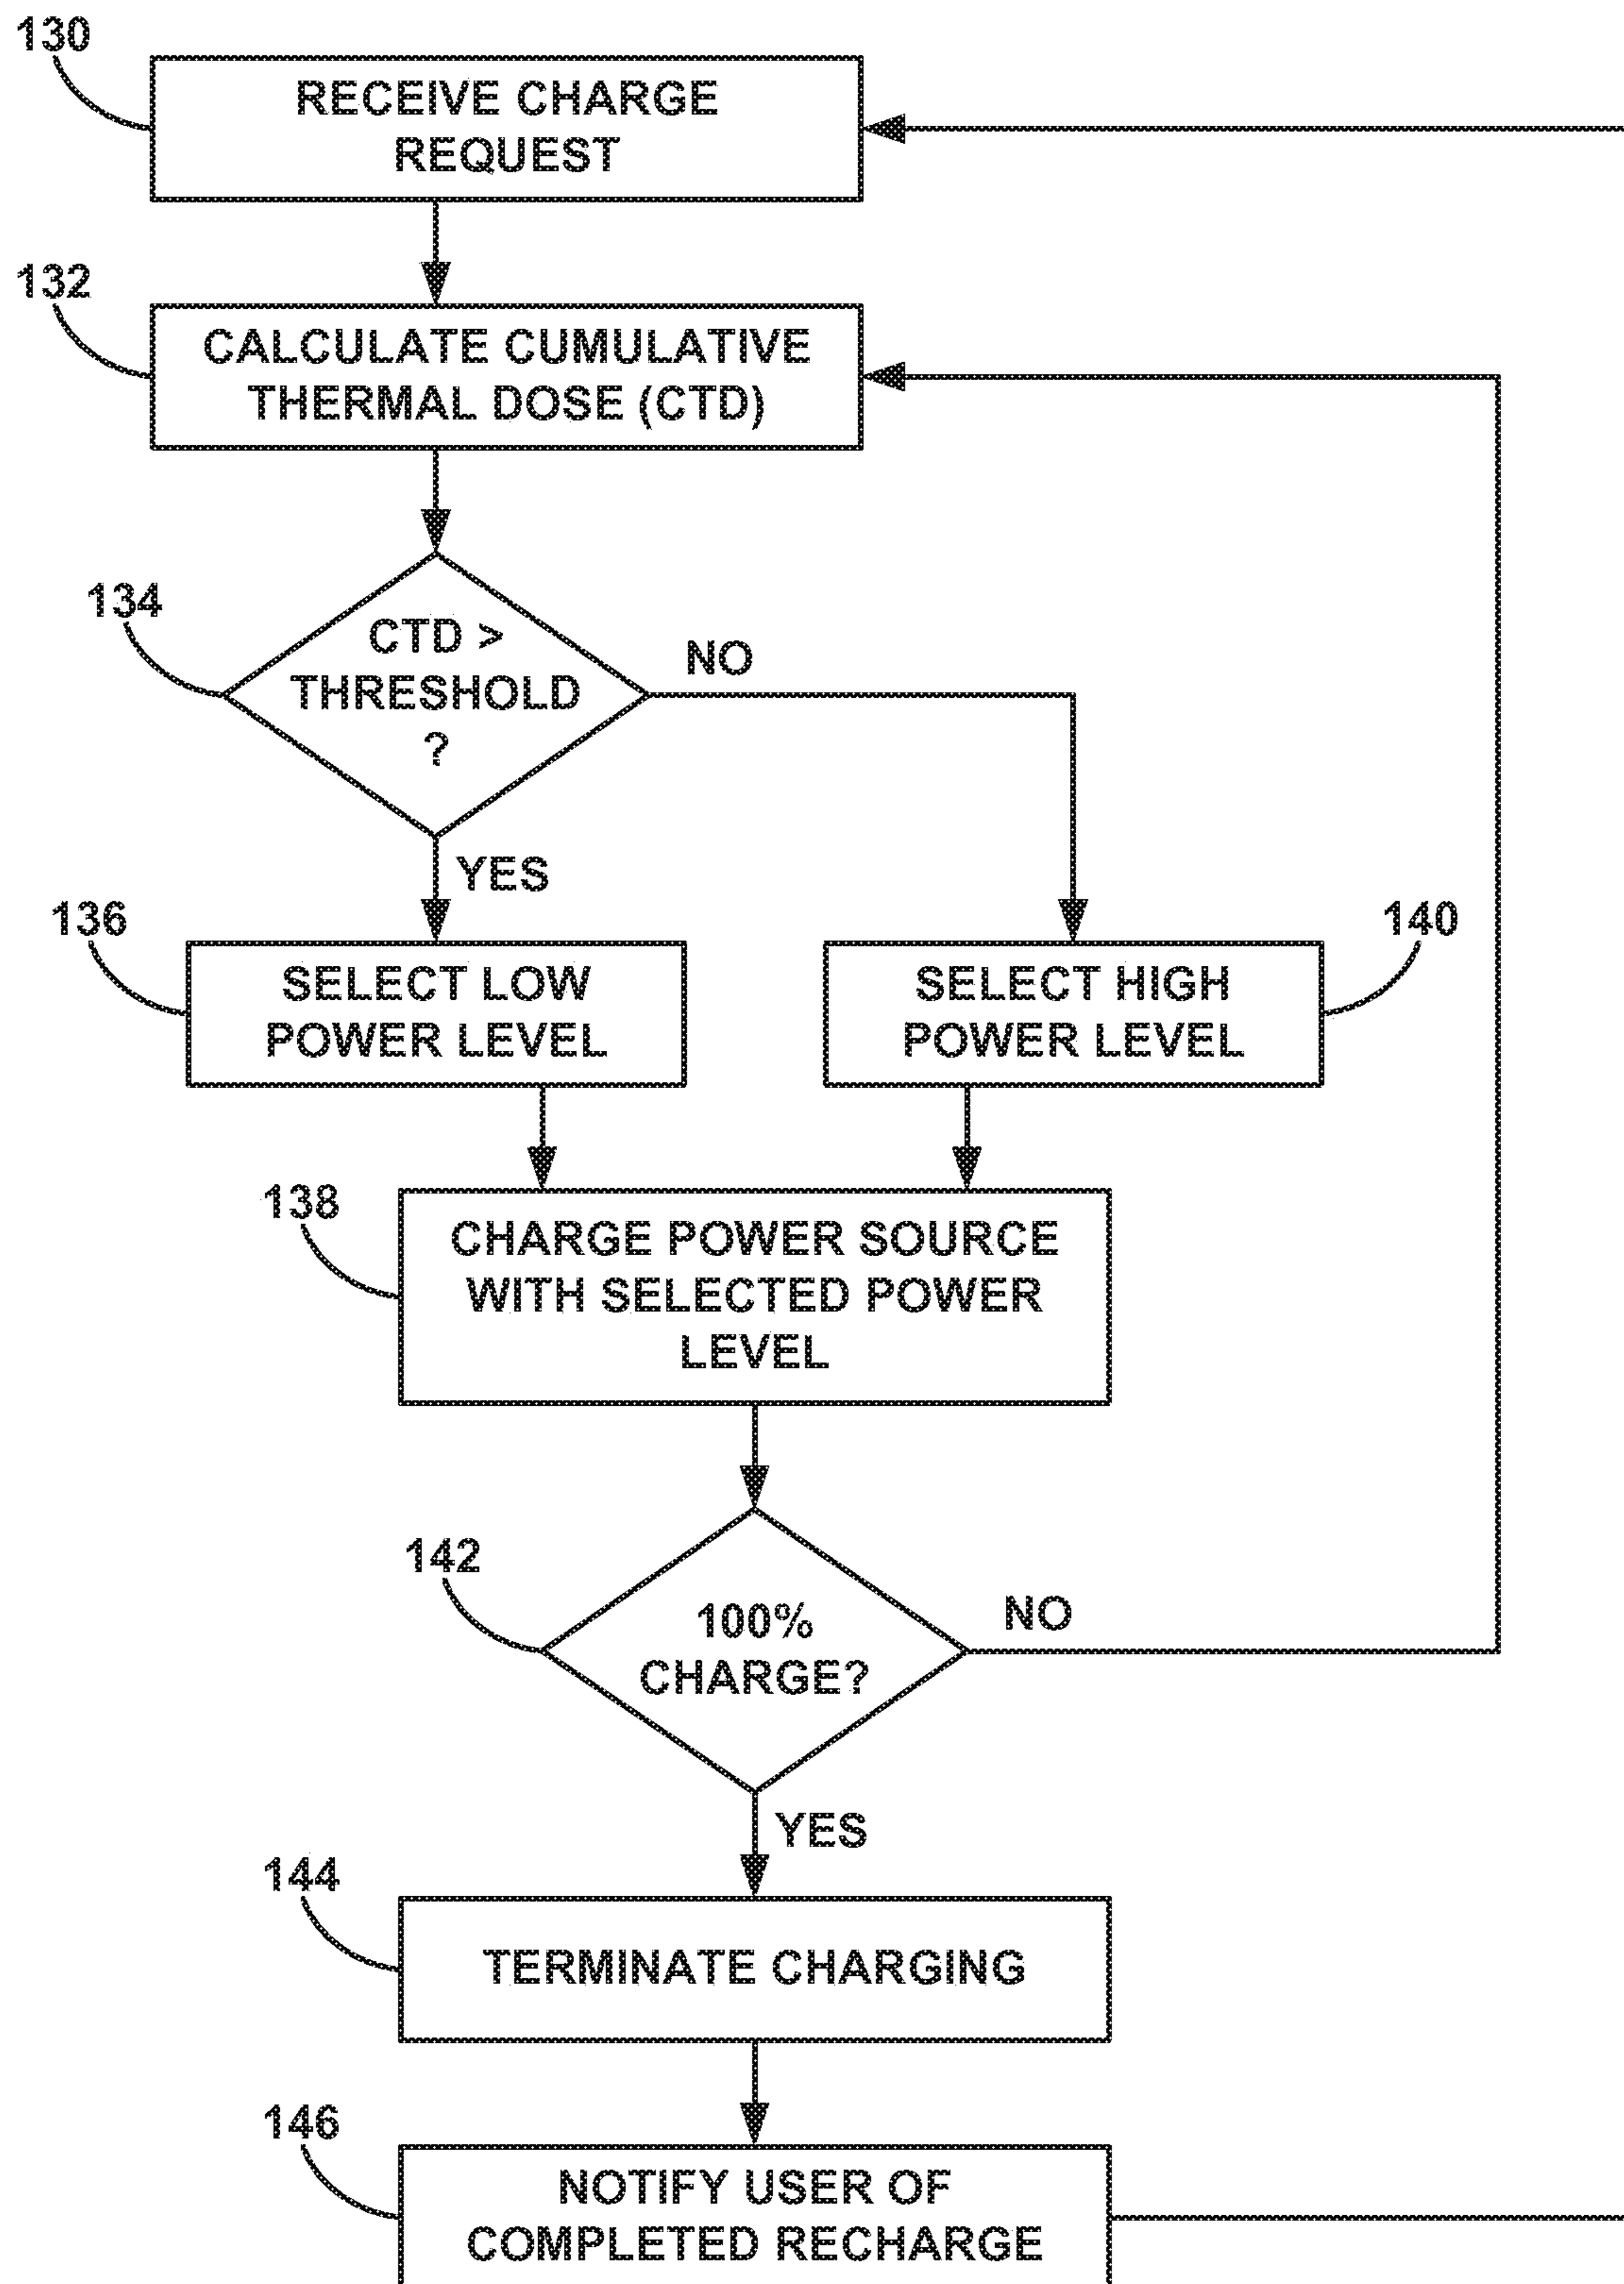 130
RECEIVE CHARGE
REQUEST
132
CALCULATE CUMULATIVE
THERMAL DOSE (CTD)
134
CTD >
THRESHOLD
?
NO
YES
136
SELECT LOW
POWER LEVEL
SELECT HIGH
POWER LEVEL
140
138
CHARGE POWER SOURCE
WITH SELECTED POWER
LEVEL
142
100%
CHARGE?
NO
YES
144
TERMINATE CHARGING
146
NOTIFY USER OF
COMPLETED RECHARGE